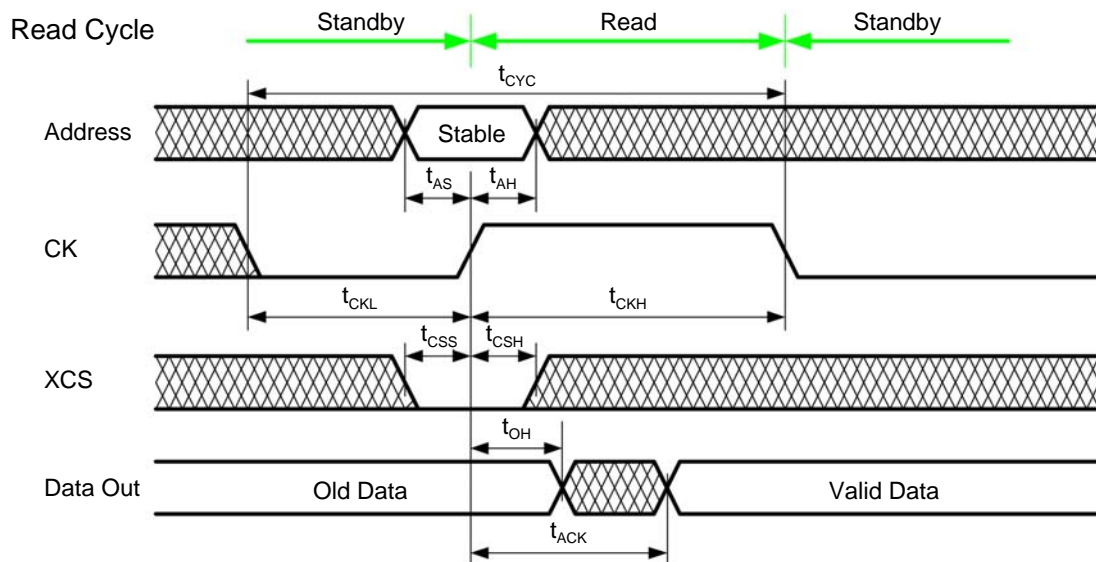 Read Cycle
Standby Read Standby
tCYC
Address Stable
tAS tAH
CK
tCKL tCKH
tCSS tCSH
XCS
tOH
Data Out Old Data Valid Data
tACK